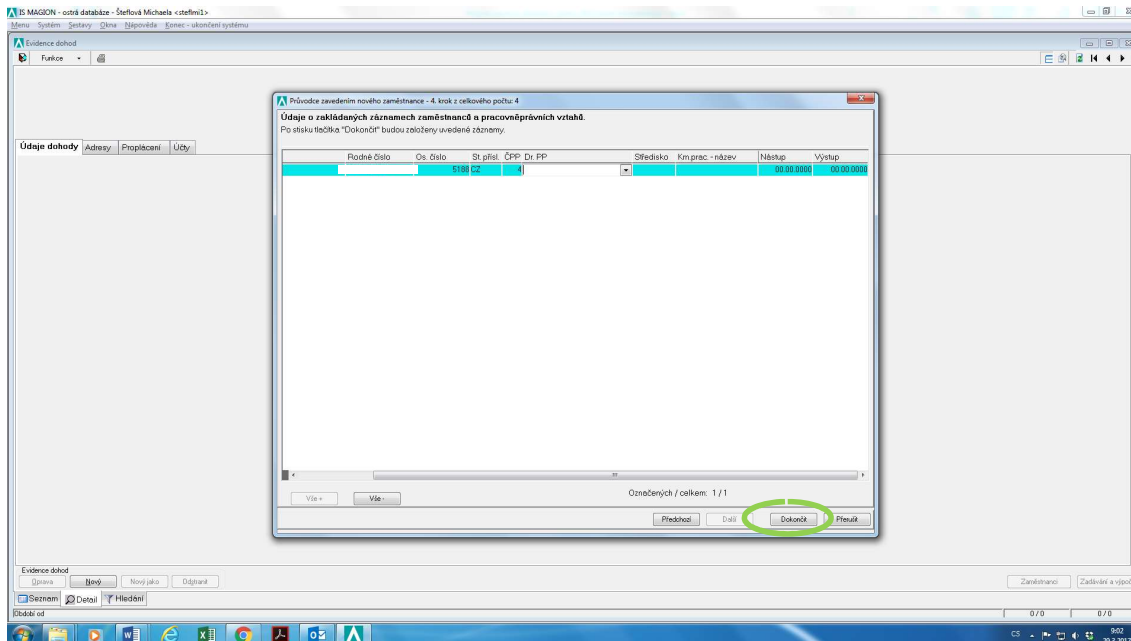 IS MAGION - ostrá databáze - Šteflová Michaela <steflmi1>
Menu Systém Sestavy Okna Nápověda Konec - ukončení systému
Evidence dohod
Funkce
Průvodce zavedením nového zaměstnance - 4. krok z celkového počtu: 4
Údaje o zakládaných záznamech zaměstnanců a pracovněprávních vztahů.
Po stisku tlačítka "Dokončit" budou založeny uvedené záznamy.
Údaje dohody Adresy Proplácení Účty
Rodné číslo Os. číslo St. přísl. ČPP Dr. PP Středisko Km.prac. - název Nástup Výstup
5188 CZ 4 00.00.0000 00.00.0000
Vše + Vše -
Označených / celkem: 1 / 1
Předchozí Další Dokončit Přerušit
Evidence dohod
Oprava Nový Nový jako Odstranit Zaměstnanci Zadávání a výpoč
Seznam Detail Hledání
Období od 0 / 0 0 / 0
CS 9:02